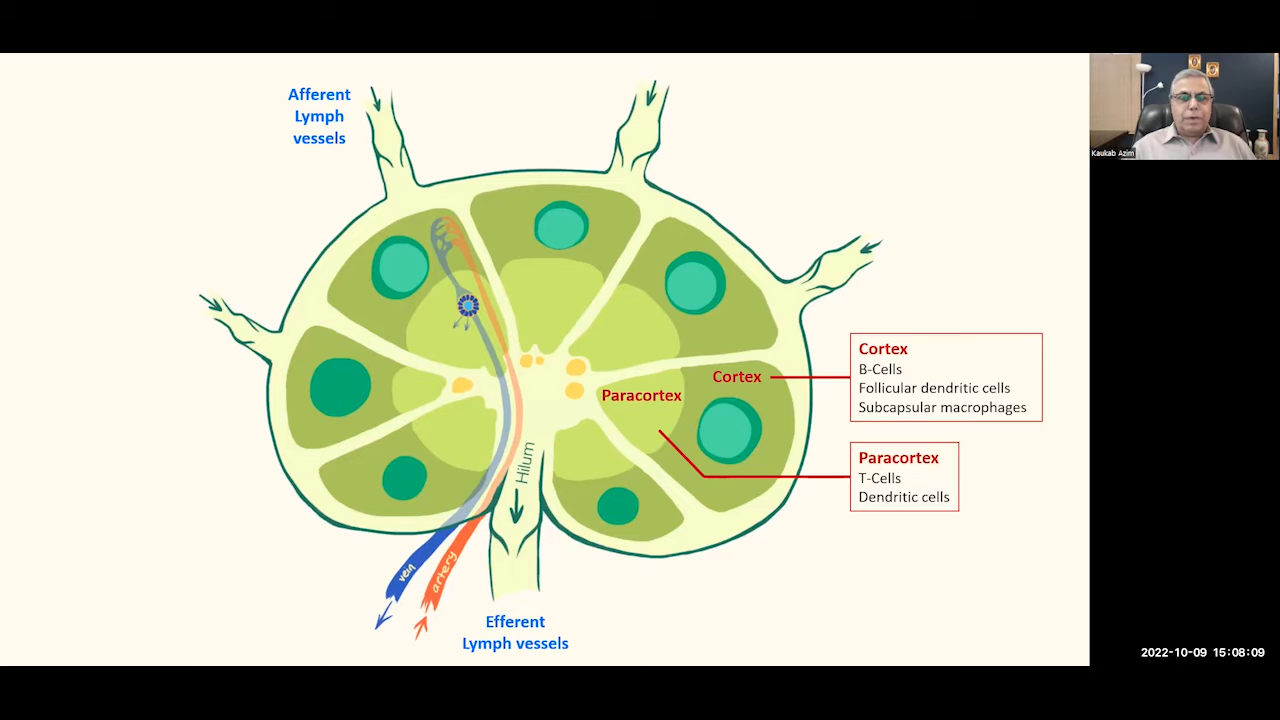 Afferent
Lymph
vessels
Kaukab Azim
Cortex
B-Cells
Follicular dendritic cells
Subcapsular macrophages
Cortex
Paracortex
Paracortex
T-Cells
Dendritic cells
Hilum
vein
artery
Efferent
Lymph vessels
2022-10-09 15:08:09